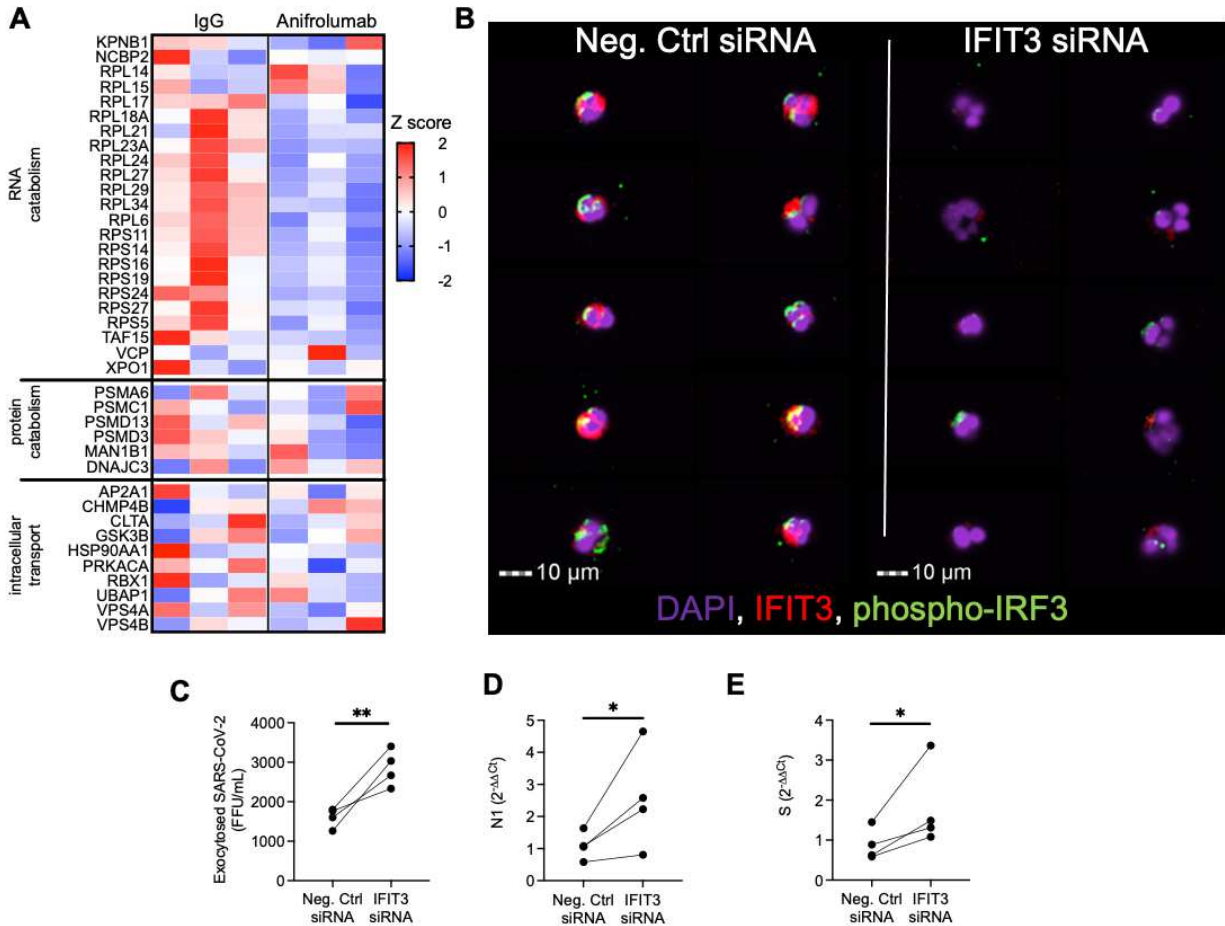 A
IgG
Anifrolumab
RNA
catabolism
KPNB1
NCBP2
RPL14
RPL15
RPL17
RPL18A
RPL21
RPL23A
RPL24
RPL27
RPL29
RPL34
RPL6
RPS11
RPS14
RPS16
RPS19
RPS24
RPS27
RPS5
TAF15
VCP
XPO1
protein
catabolism
PSMA6
PSMC1
PSMD13
PSMD3
MAN1B1
DNAJC3
intracellular
transport
AP2A1
CHMP4B
CLTA
GSK3B
HSP90AA1
PRKACA
RBX1
UBAP1
VPS4A
VPS4B
Z score
2
1
0
-1
-2
B
Neg. Ctrl siRNA
IFIT3 siRNA
10 µm
10 µm
DAPI, IFIT3, phospho-IRF3
C
Exocytosed SARS-CoV-2
(FFU/mL)
4000
3000
2000
1000
0
**
Neg. Ctrl
siRNA
IFIT3
siRNA
D
N1 (2-ΔΔCt)
5
4
3
2
1
0
*
Neg. Ctrl
siRNA
IFIT3
siRNA
E
S (2-ΔΔCt)
4
3
2
1
0
*
Neg. Ctrl
siRNA
IFIT3
siRNA